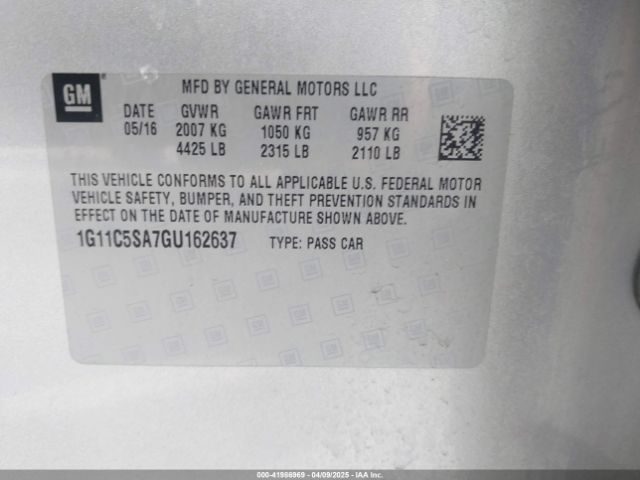 GM
MFD BY GENERAL MOTORS LLC
DATE GVWR GAWR FRT GAWR RR
05/16 2007 KG 1050 KG 957 KG
4425 LB 2315 LB 2110 LB
THIS VEHICLE CONFORMS TO ALL APPLICABLE U.S. FEDERAL MOTOR
VEHICLE SAFETY, BUMPER, AND THEFT PREVENTION STANDARDS IN
EFFECT ON THE DATE OF MANUFACTURE SHOWN ABOVE.
1G11C5SA7GU162637 TYPE: PASS CAR
000-41986969 04/09/2025 IAAI.com